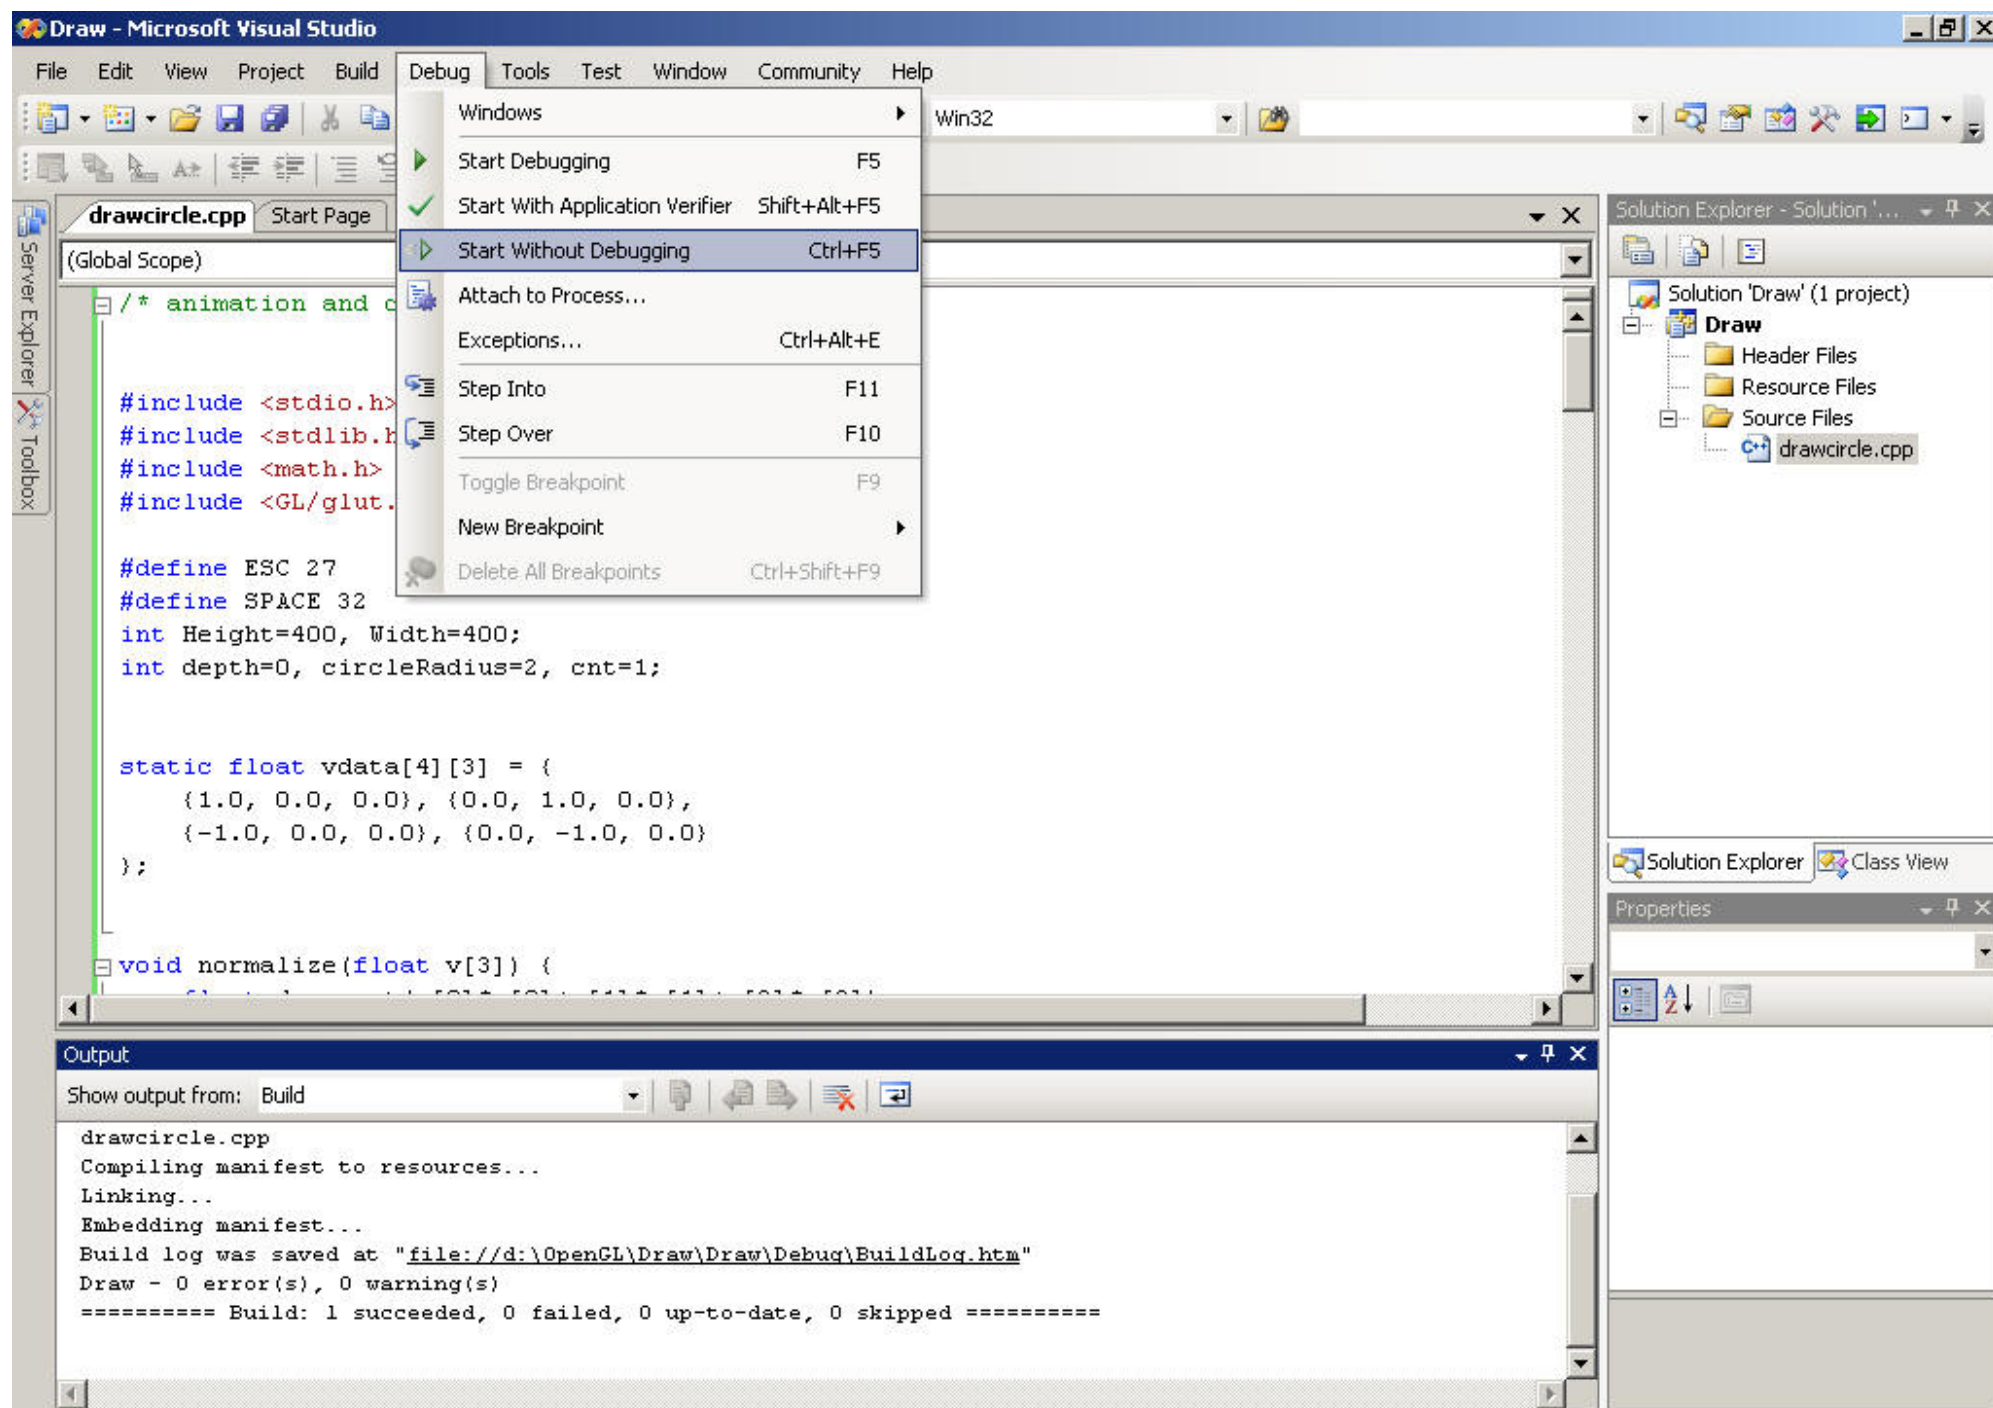 Draw - Microsoft Visual Studio
File Edit View Project Build Debug Tools Test Window Community Help
Win32
Windows
Start Debugging F5
Start With Application Verifier Shift+Alt+F5
Start Without Debugging Ctrl+F5
Attach to Process...
Exceptions... Ctrl+Alt+E
Step Into F11
Step Over F10
Toggle Breakpoint F9
New Breakpoint
Delete All Breakpoints Ctrl+Shift+F9
Server Explorer
Toolbox
drawcircle.cpp Start Page
(Global Scope)
/* animation and
#include <stdio.h>
#include <stdlib.h
#include <math.h>
#include <GL/glut.
#define ESC 27
#define SPACE 32
int Height=400, Width=400;
int depth=0, circleRadius=2, cnt=1;
static float vdata[4][3] = {
{1.0, 0.0, 0.0}, {0.0, 1.0, 0.0},
{-1.0, 0.0, 0.0}, {0.0, -1.0, 0.0}
};
void normalize(float v[3]) {
Solution Explorer - Solution '...
Solution 'Draw' (1 project)
Draw
Header Files
Resource Files
Source Files
drawcircle.cpp
Solution Explorer Class View
Properties
Output
Show output from: Build
drawcircle.cpp
Compiling manifest to resources...
Linking...
Embedding manifest...
Build log was saved at "file://d:\OpenGL\Draw\Draw\Debug\BuildLog.htm"
Draw - 0 error(s), 0 warning(s)
========== Build: 1 succeeded, 0 failed, 0 up-to-date, 0 skipped ==========